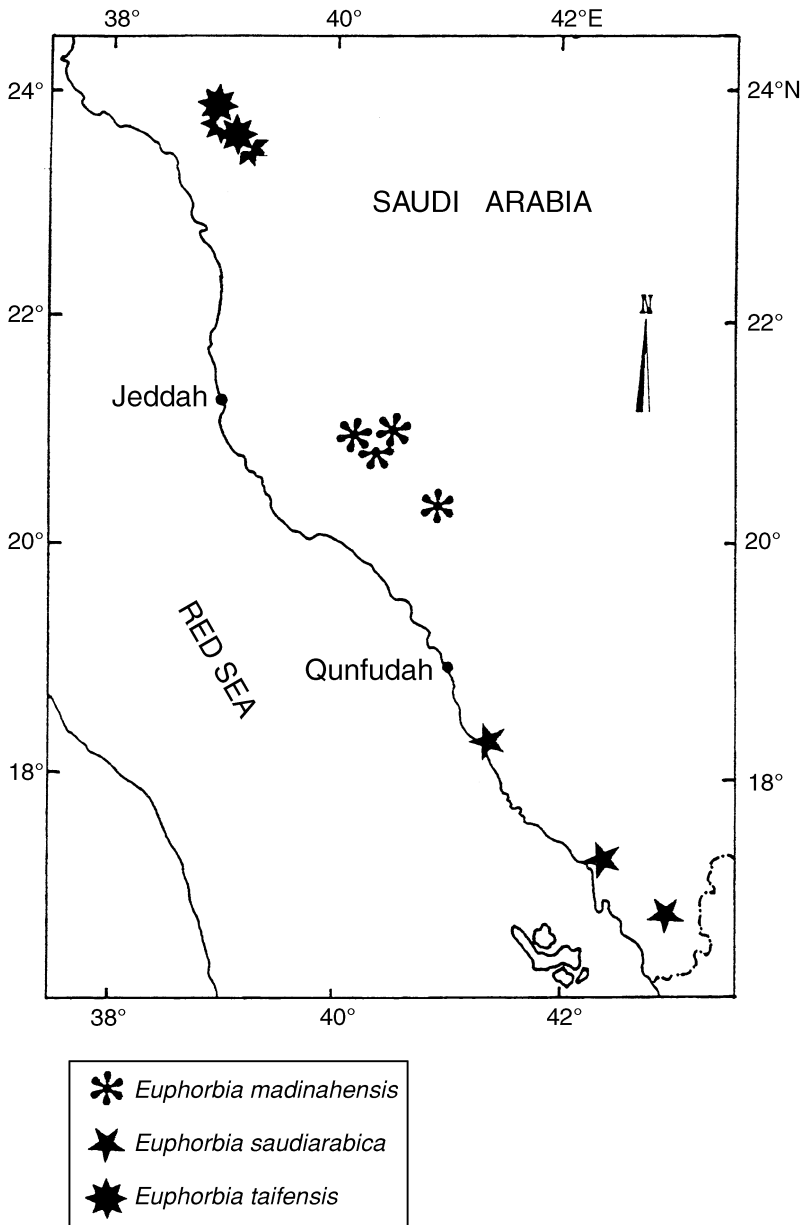 38° 40° 42°E
24° 24°N
SAUDI ARABIA
N
22° 22°
Jeddah
20° 20°
RED SEA
Qunfudah
18° 18°
38° 40° 42°
Euphorbia madinahensis
Euphorbia saudiarabica
Euphorbia taifensis